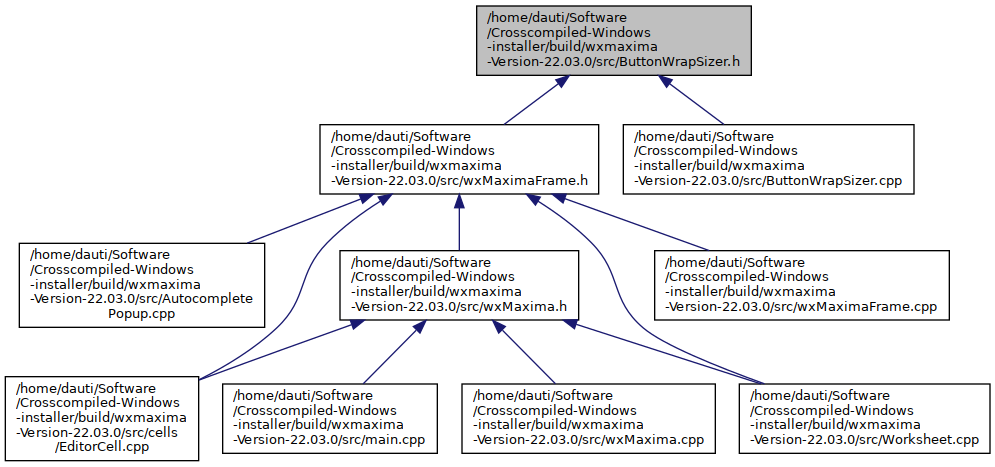 /home/dauti/Software
/Crosscompiled-Windows
-installer/build/wxmaxima
-Version-22.03.0/src/ButtonWrapSizer.h
/home/dauti/Software
/Crosscompiled-Windows
-installer/build/wxmaxima
-Version-22.03.0/src/wxMaximaFrame.h
/home/dauti/Software
/Crosscompiled-Windows
-installer/build/wxmaxima
-Version-22.03.0/src/ButtonWrapSizer.cpp
/home/dauti/Software
/Crosscompiled-Windows
-installer/build/wxmaxima
-Version-22.03.0/src/Autocomplete
Popup.cpp
/home/dauti/Software
/Crosscompiled-Windows
-installer/build/wxmaxima
-Version-22.03.0/src/wxMaxima.h
/home/dauti/Software
/Crosscompiled-Windows
-installer/build/wxmaxima
-Version-22.03.0/src/wxMaximaFrame.cpp
/home/dauti/Software
/Crosscompiled-Windows
-installer/build/wxmaxima
-Version-22.03.0/src/cells
/EditorCell.cpp
/home/dauti/Software
/Crosscompiled-Windows
-installer/build/wxmaxima
-Version-22.03.0/src/main.cpp
/home/dauti/Software
/Crosscompiled-Windows
-installer/build/wxmaxima
-Version-22.03.0/src/wxMaxima.cpp
/home/dauti/Software
/Crosscompiled-Windows
-installer/build/wxmaxima
-Version-22.03.0/src/Worksheet.cpp